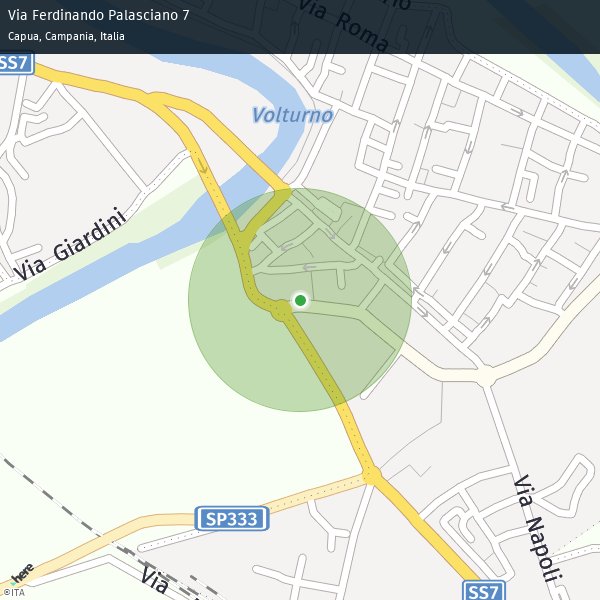 Via Ferdinando Palasciano 7
Capua, Campania, Italia
Via Roma
SS7
Volturno
Via Giardini
SP333
Via Napoli
here
Via
SS7
©ITA